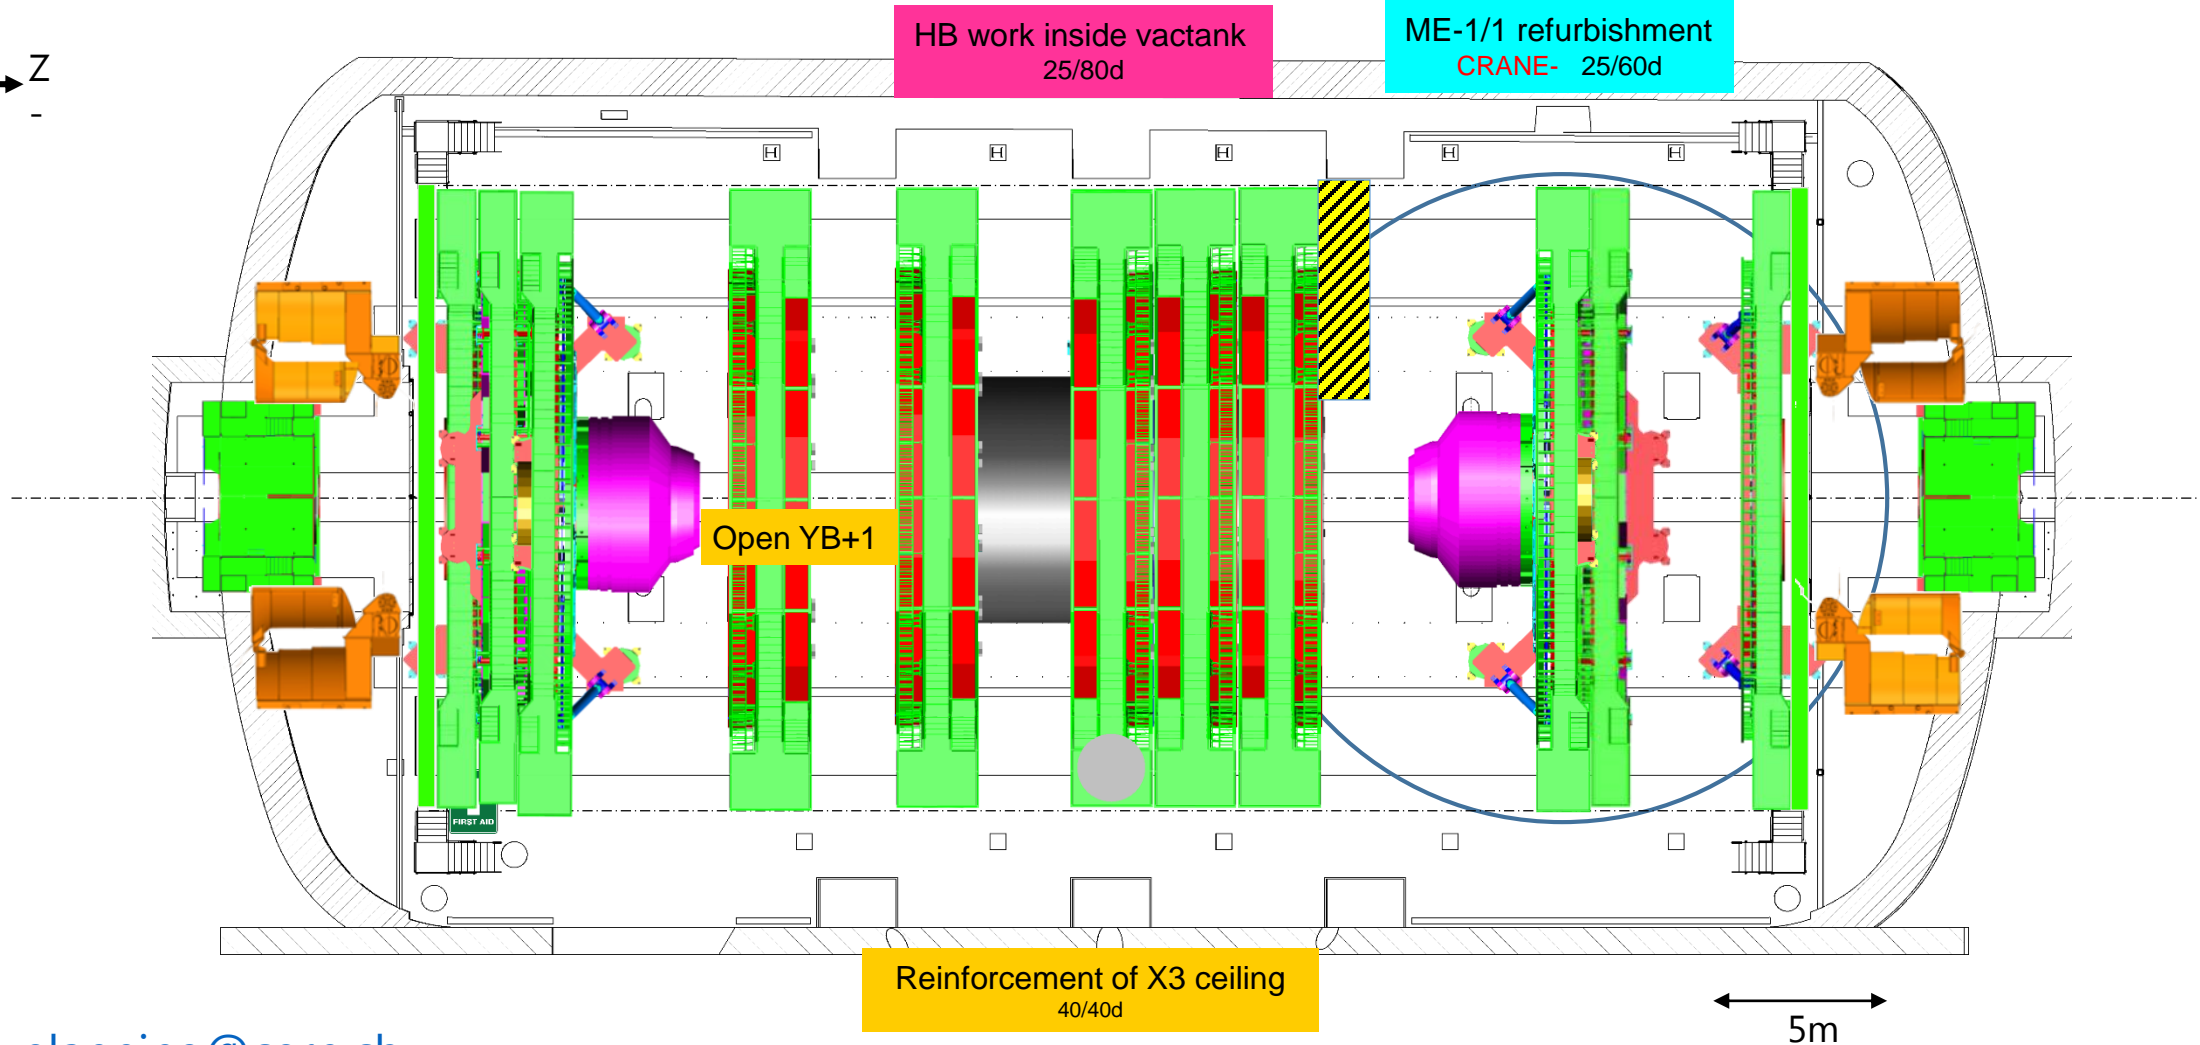 HB work inside vactank
25/80d
ME-1/1 refurbishment
CRANE- 25/60d
Z
-
H H H H H
Open YB+1
FIRST AID
Reinforcement of X3 ceiling
40/40d
5m